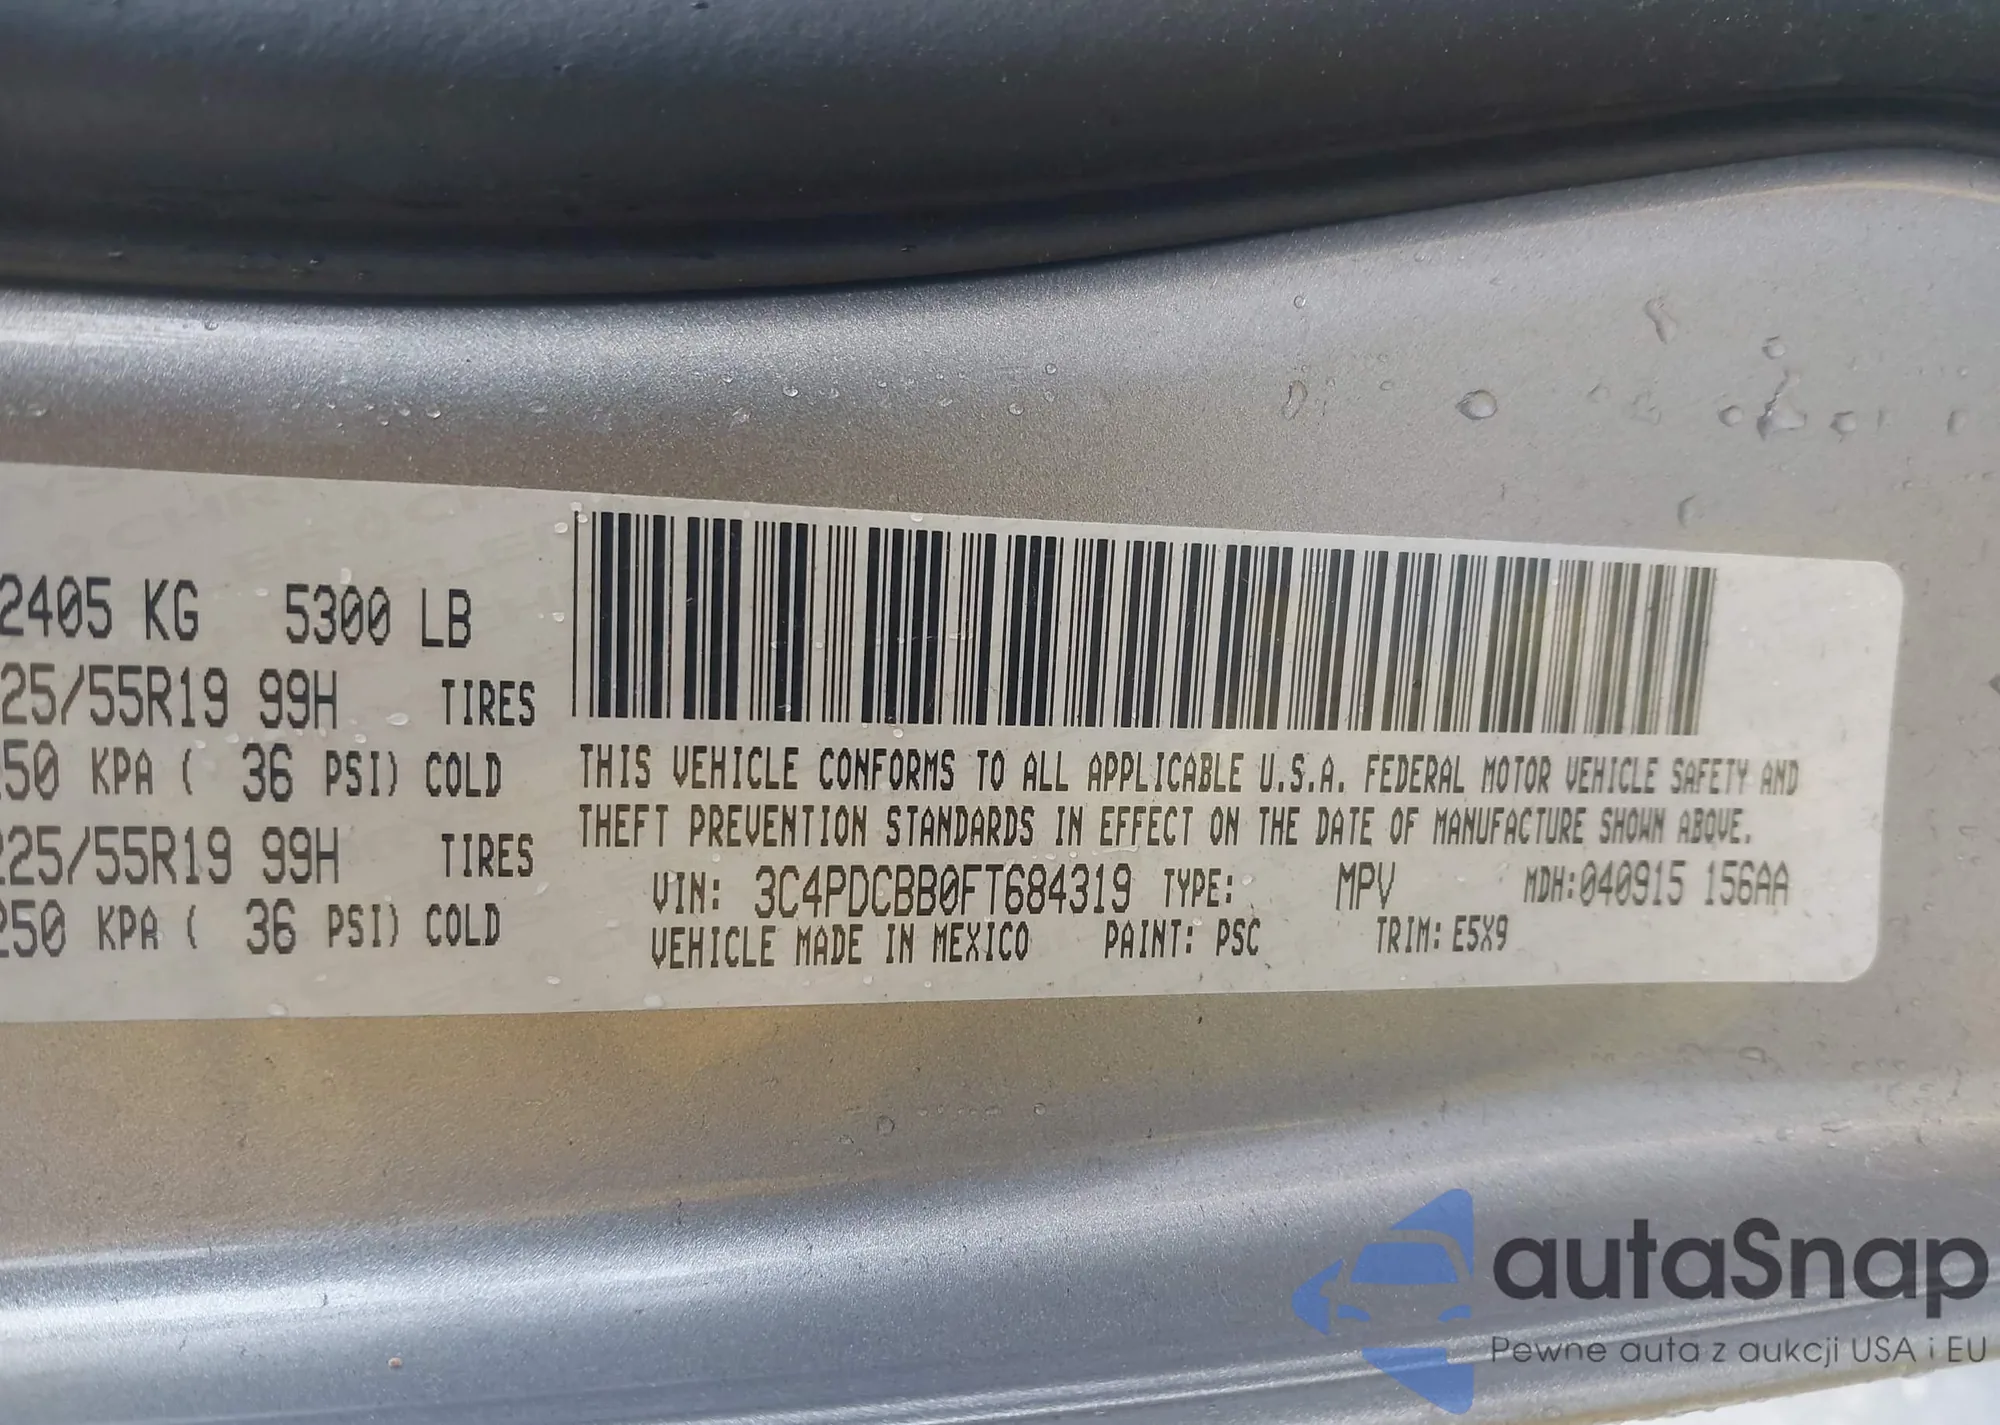 2405 KG 5300 LB
25/55R19 99H TIRES
250 KPA ( 36 PSI) COLD
225/55R19 99H TIRES
250 KPA ( 36 PSI) COLD
THIS VEHICLE CONFORMS TO ALL APPLICABLE U.S.A. FEDERAL MOTOR VEHICLE SAFETY AND
THEFT PREVENTION STANDARDS IN EFFECT ON THE DATE OF MANUFACTURE SHOWN ABOVE.
VIN: 3C4PDCBB0FT684319 TYPE: MPV MDH:040915 156AA
VEHICLE MADE IN MEXICO PAINT: PSC TRIM: E5X9
autaSnap
Pewne auta z aukcji USA i EU